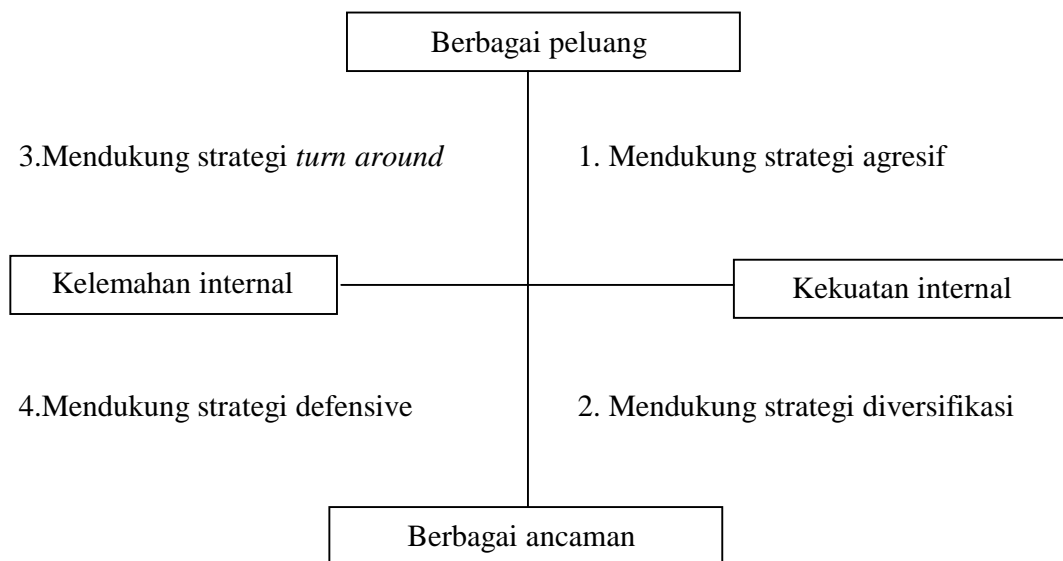 Berbagai peluang
3.Mendukung strategi turn around
1. Mendukung strategi agresif
Kelemahan internal
Kekuatan internal
4.Mendukung strategi defensive
2. Mendukung strategi diversifikasi
Berbagai ancaman